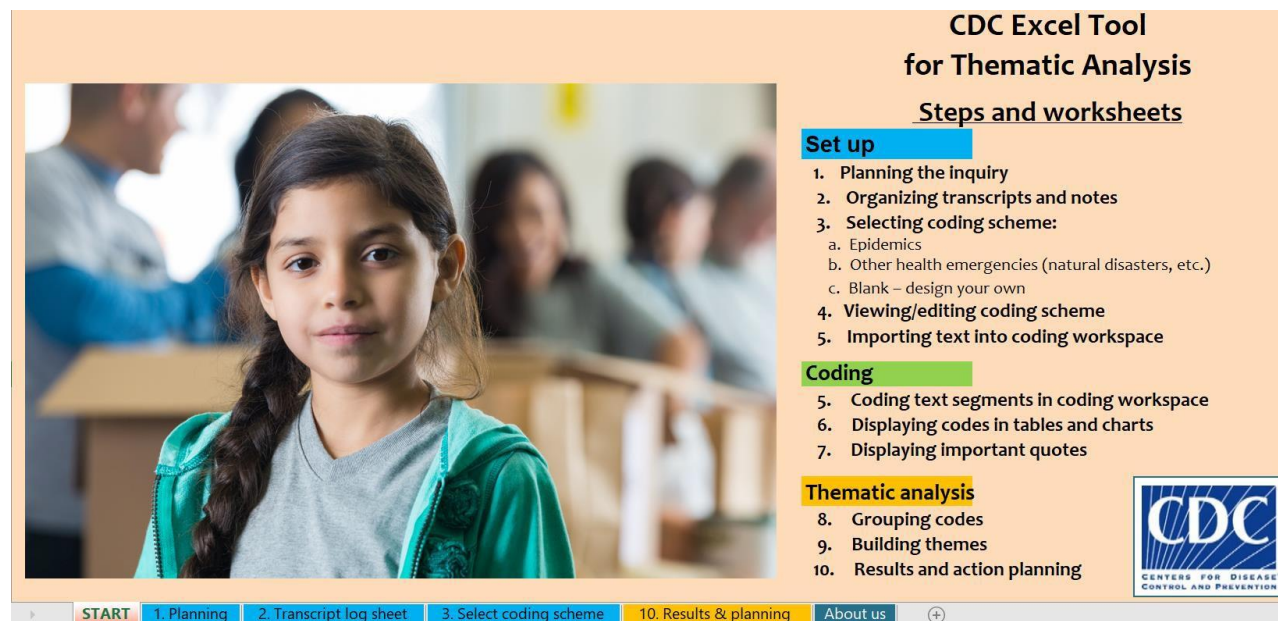 CDC Excel Tool
for Thematic Analysis
Steps and worksheets
Set up
1. Planning the inquiry
2. Organizing transcripts and notes
3. Selecting coding scheme:
a. Epidemics
b. Other health emergencies (natural disasters, etc.)
c. Blank – design your own
4. Viewing/editing coding scheme
5. Importing text into coding workspace
Coding
5. Coding text segments in coding workspace
6. Displaying codes in tables and charts
7. Displaying important quotes
Thematic analysis
8. Grouping codes
9. Building themes
10. Results and action planning
CDC
CENTERS FOR DISEASE
CONTROL AND PREVENTION
START 1. Planning 2. Transcript log sheet 3. Select coding scheme 10. Results & planning About us